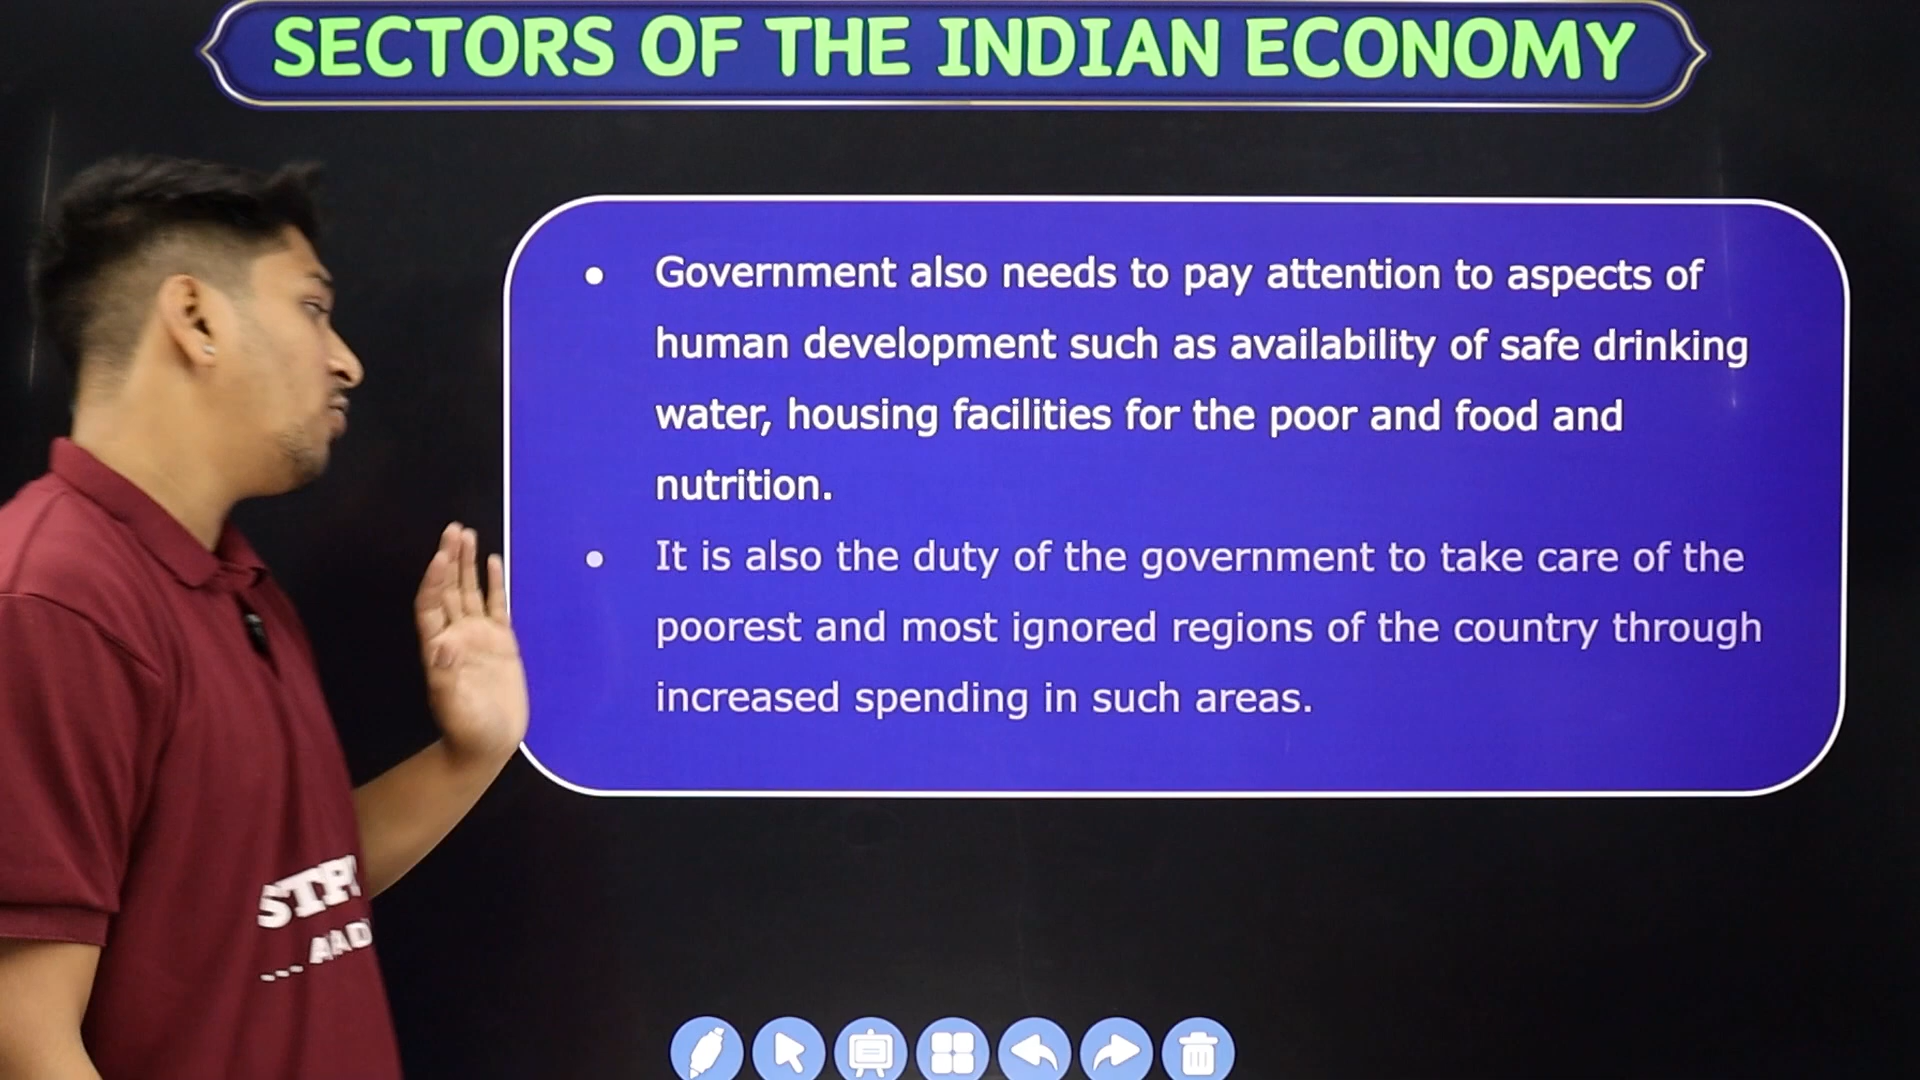 SECTORS OF THE INDIAN ECONOMY
• Government also needs to pay attention to aspects of
human development such as availability of safe drinking
water, housing facilities for the poor and food and
nutrition.
• It is also the duty of the government to take care of the
poorest and most ignored regions of the country through
increased spending in such areas.